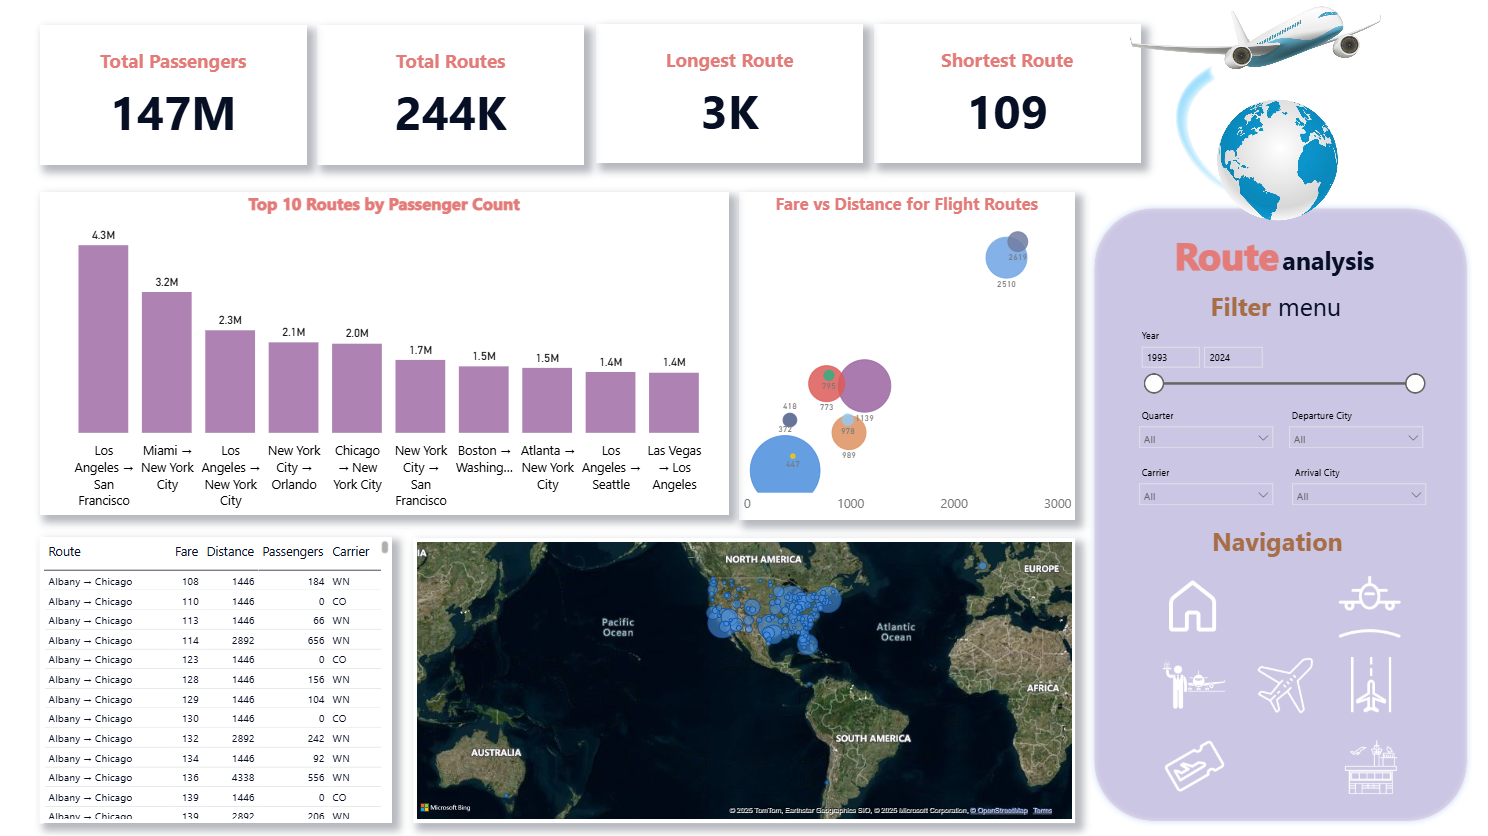 Total Passengers
147M
Total Routes
244K
Longest Route
3K
Shortest Route
109
Top 10 Routes by Passenger Count
4.3M
3.2M
2.3M
2.1M
2.0M
1.7M
1.5M
1.5M
1.4M
1.4M
Los
Angeles →
San
Francisco
Miami →
New York
City
Los
Angeles →
New York
City
New York
City →
Orlando
Chicago
→ New
York City
New York
City →
San
Francisco
Boston →
Washing...
Atlanta →
New York
City
Los
Angeles →
Seattle
Las Vegas
→ Los
Angeles
Fare vs Distance for Flight Routes
2619
2510
795
773
1139
418
372
978
989
447
0 1000 2000 3000
Route analysis
Filter menu
Year
1993 2024
Quarter Departure City
All All
Carrier Arrival City
All All
Navigation
Route Fare Distance Passengers Carrier
Albany → Chicago 108 1446 184 WN
Albany → Chicago 110 1446 0 CO
Albany → Chicago 113 1446 66 WN
Albany → Chicago 114 2892 656 WN
Albany → Chicago 123 1446 0 CO
Albany → Chicago 128 1446 156 WN
Albany → Chicago 129 1446 104 WN
Albany → Chicago 130 1446 0 CO
Albany → Chicago 132 2892 242 WN
Albany → Chicago 134 1446 92 WN
Albany → Chicago 136 4338 556 WN
Albany → Chicago 139 1446 0 CO
Albany → Chicago 139 2892 206 WN
IA
NORTH AMERICA
EUROPE
Pacific
Ocean
Atlantic
Ocean
AFRICA
SOUTH AMERICA
AUSTRALIA
Microsoft Bing
© 2025 TomTom, Earthstar Geographics SIO, © 2025 Microsoft Corporation, © OpenStreetMap Terms